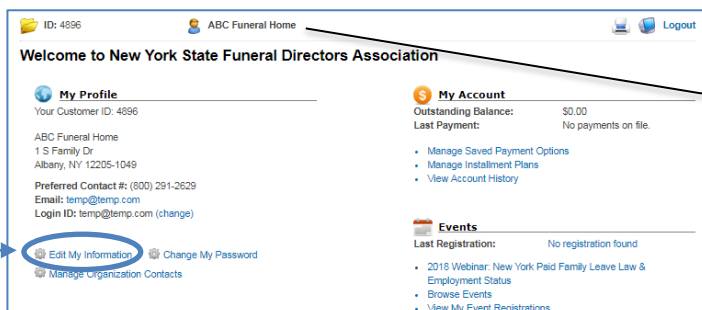 ID: 4896
ABC Funeral Home
Logout
Welcome to New York State Funeral Directors Association
My Profile
Your Customer ID: 4896
ABC Funeral Home
1 S Family Dr
Albany, NY 12205-1049
Preferred Contact #: (800) 291-2629
Email: temp@temp.com
Login ID: temp@temp.com (change)
Edit My Information
Change My Password
Manage Organization Contacts
My Account
Outstanding Balance: $0.00
Last Payment: No payments on file.
Manage Saved Payment Options
Manage Installment Plans
View Account History
Events
Last Registration: No registration found
2018 Webinar: New York Paid Family Leave Law &
Employment Status
Browse Events
View My Event Registrations